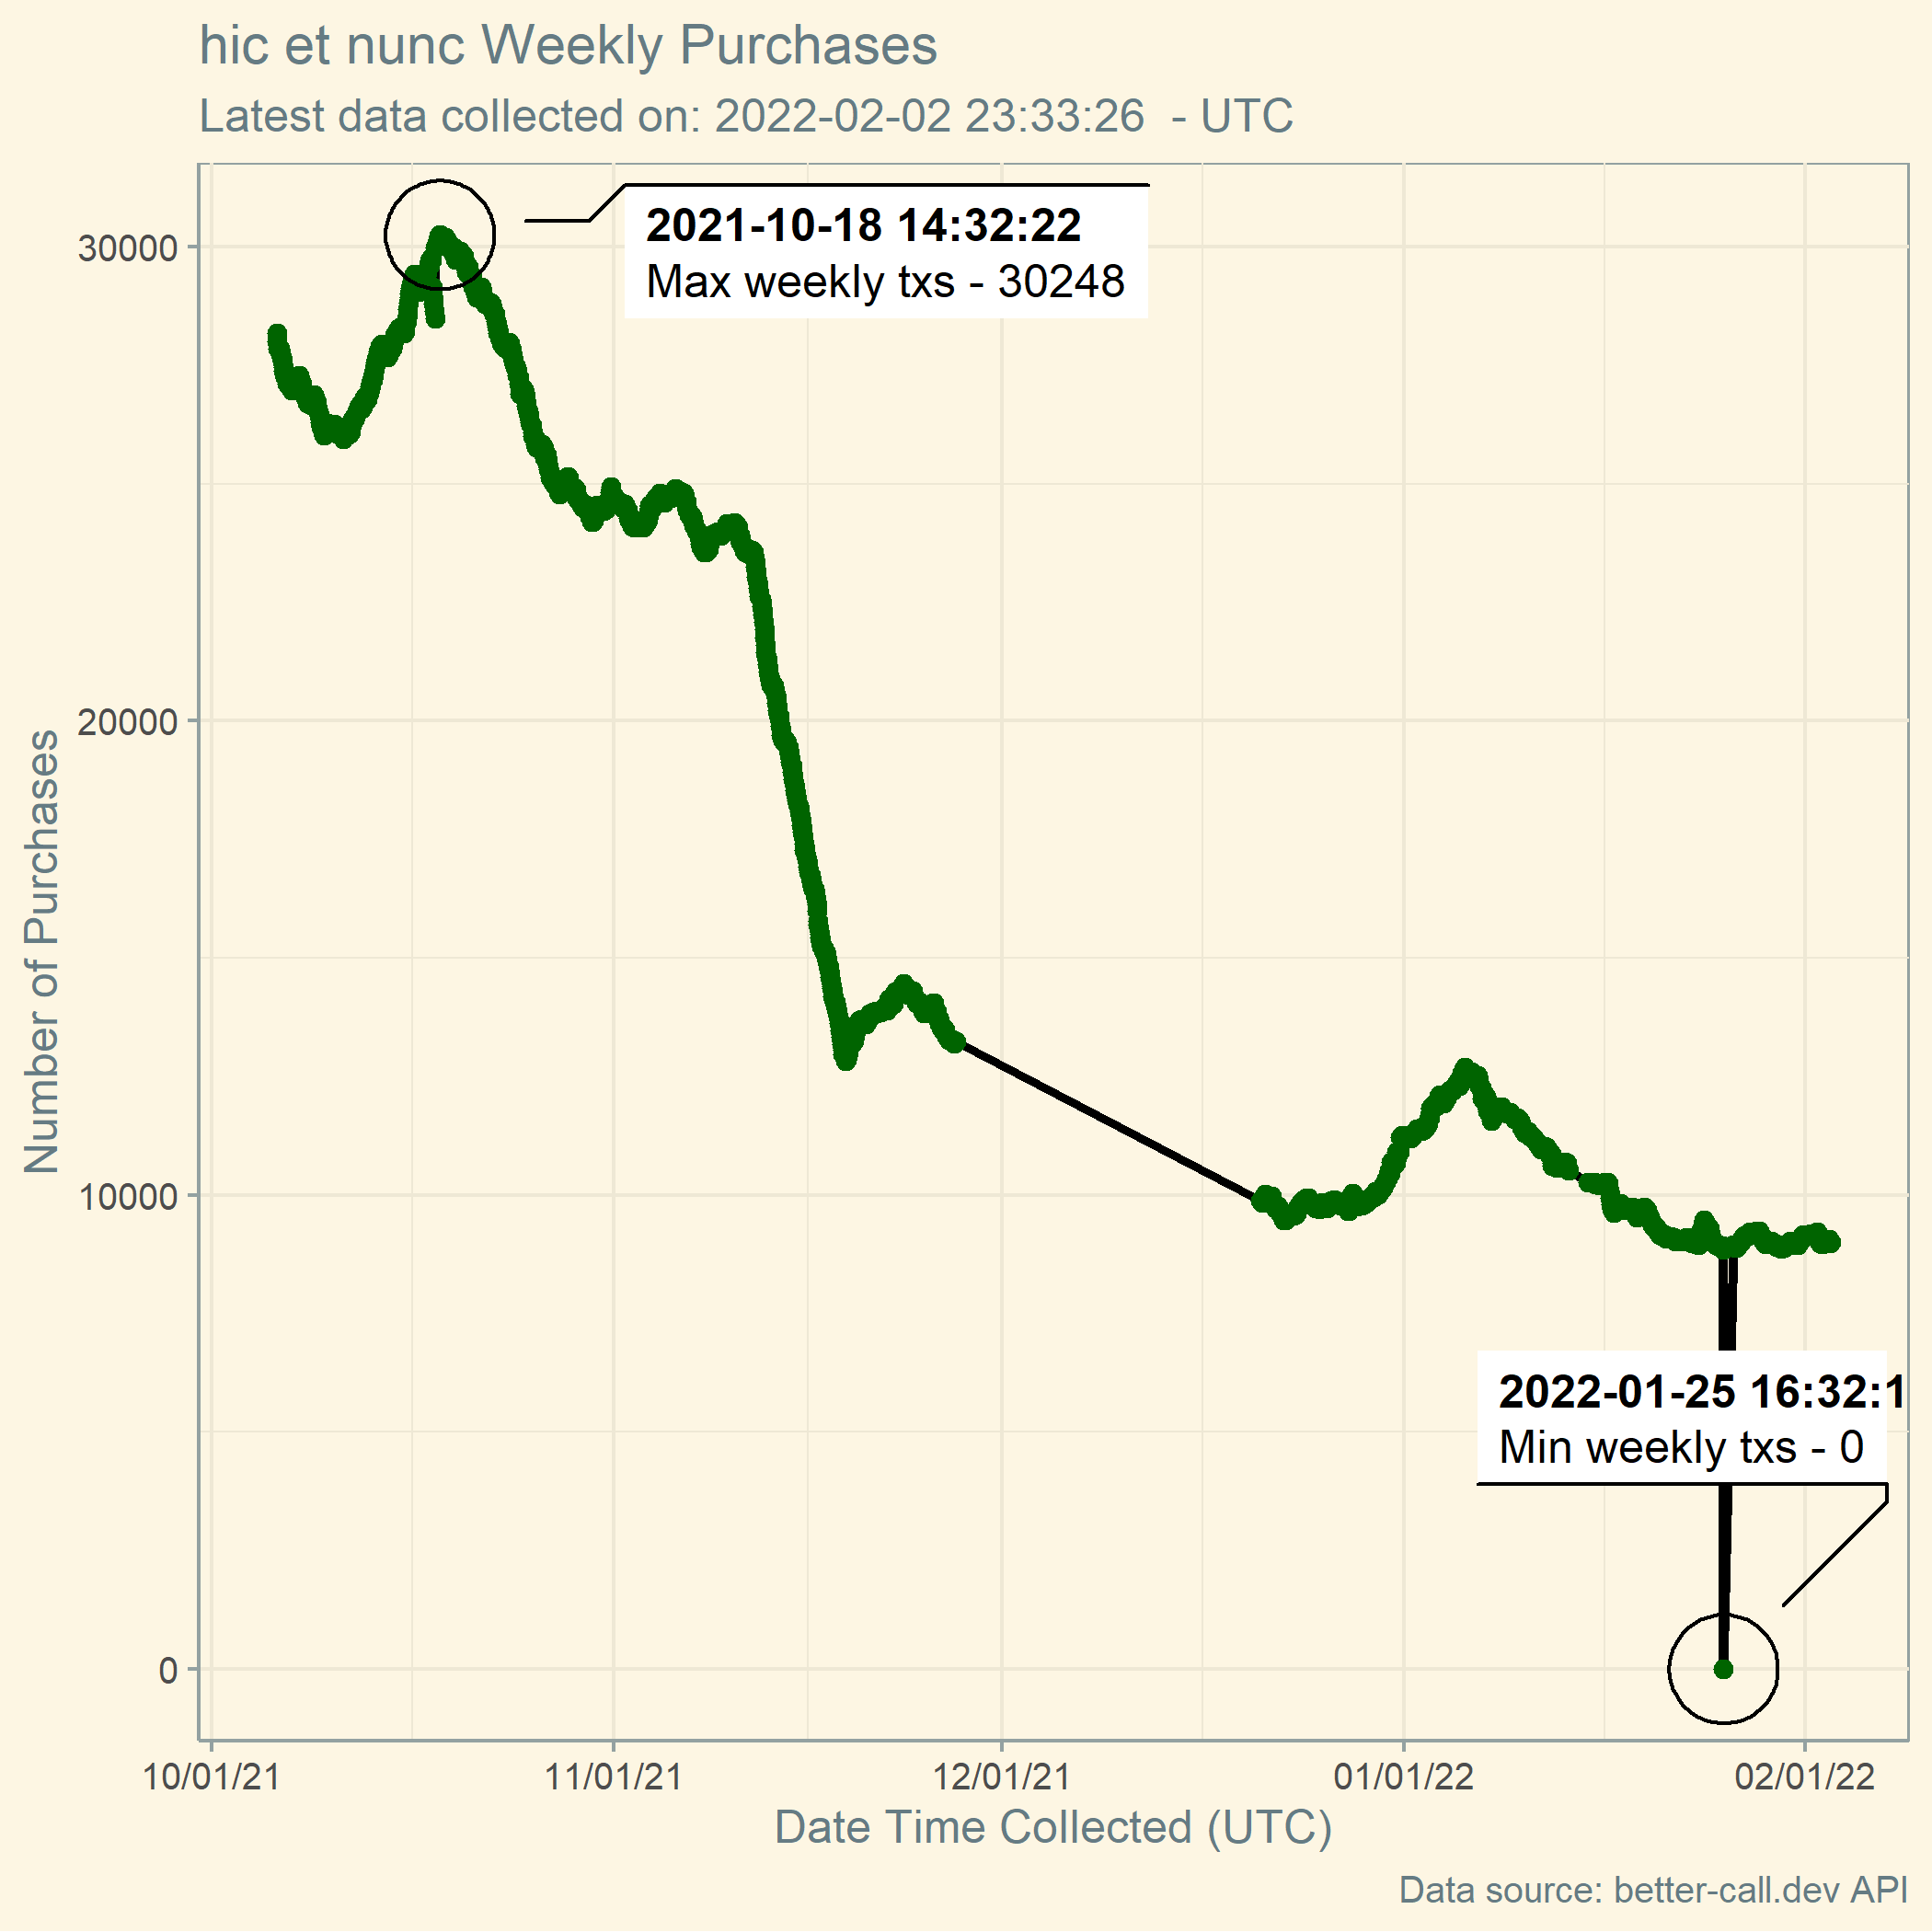 hic et nunc Weekly Purchases
Latest data collected on: 2022-02-02 23:33:26  - UTC
2021-10-18 14:32:22
Max weekly txs - 30248
30000
20000
10000
0
Number of Purchases
2022-01-25 16:32:1
Min weekly txs - 0
10/01/21
11/01/21
12/01/21
01/01/22
02/01/22
Date Time Collected (UTC)
Data source: better-call.dev API